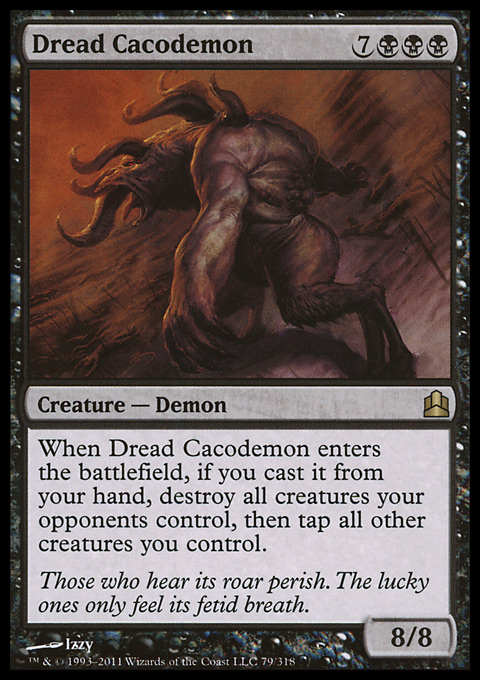 Dread Cacodemon 7
Creature — Demon
When Dread Cacodemon enters
the battlefield, if you cast it from
your hand, destroy all creatures your
opponents control, then tap all other
creatures you control.
Those who hear its roar perish. The lucky
ones only feel its fetid breath.
Izzy
8/8
™ & © 1993–2011 Wizards of the Coast LLC 79/318